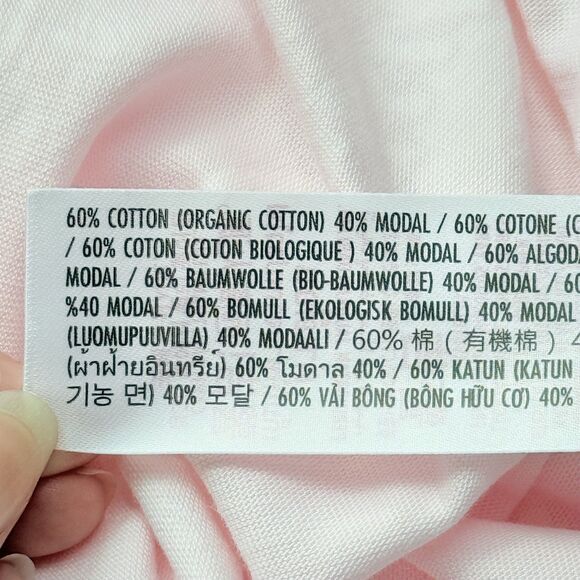 60% COTTON (ORGANIC COTTON) 40% MODAL / 60% COTONE (C
/ 60% COTON (COTON BIOLOGIQUE ) 40% MODAL / 60% ALGOD
MODAL / 60% BAUMWOLLE (BIO-BAUMWOLLE) 40% MODAL / 60
%40 MODAL / 60% BOMULL (EKOLOGISK BOMULL) 40% MODAL
(LUOMUPUUVILLA) 40% MODAALI / 60% 棉 ( 有機棉 ) 4
(ผ้าฝ้ายอินทรีย์) 60% โมดาล 40% / 60% KATUN (KATUN
기농 면) 40% 모달 / 60% VẢI BÔNG (BÔNG HỮU CƠ) 40%